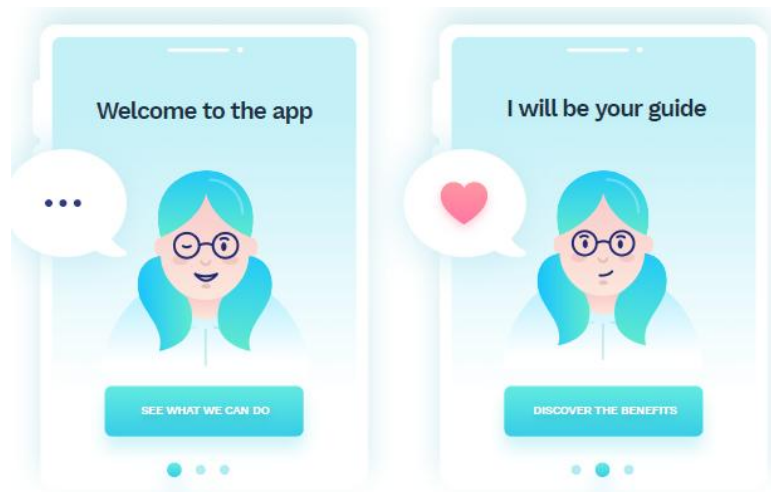 Welcome to the app
SEE WHAT WE CAN DO
I will be your guide
DISCOVER THE BENEFITS